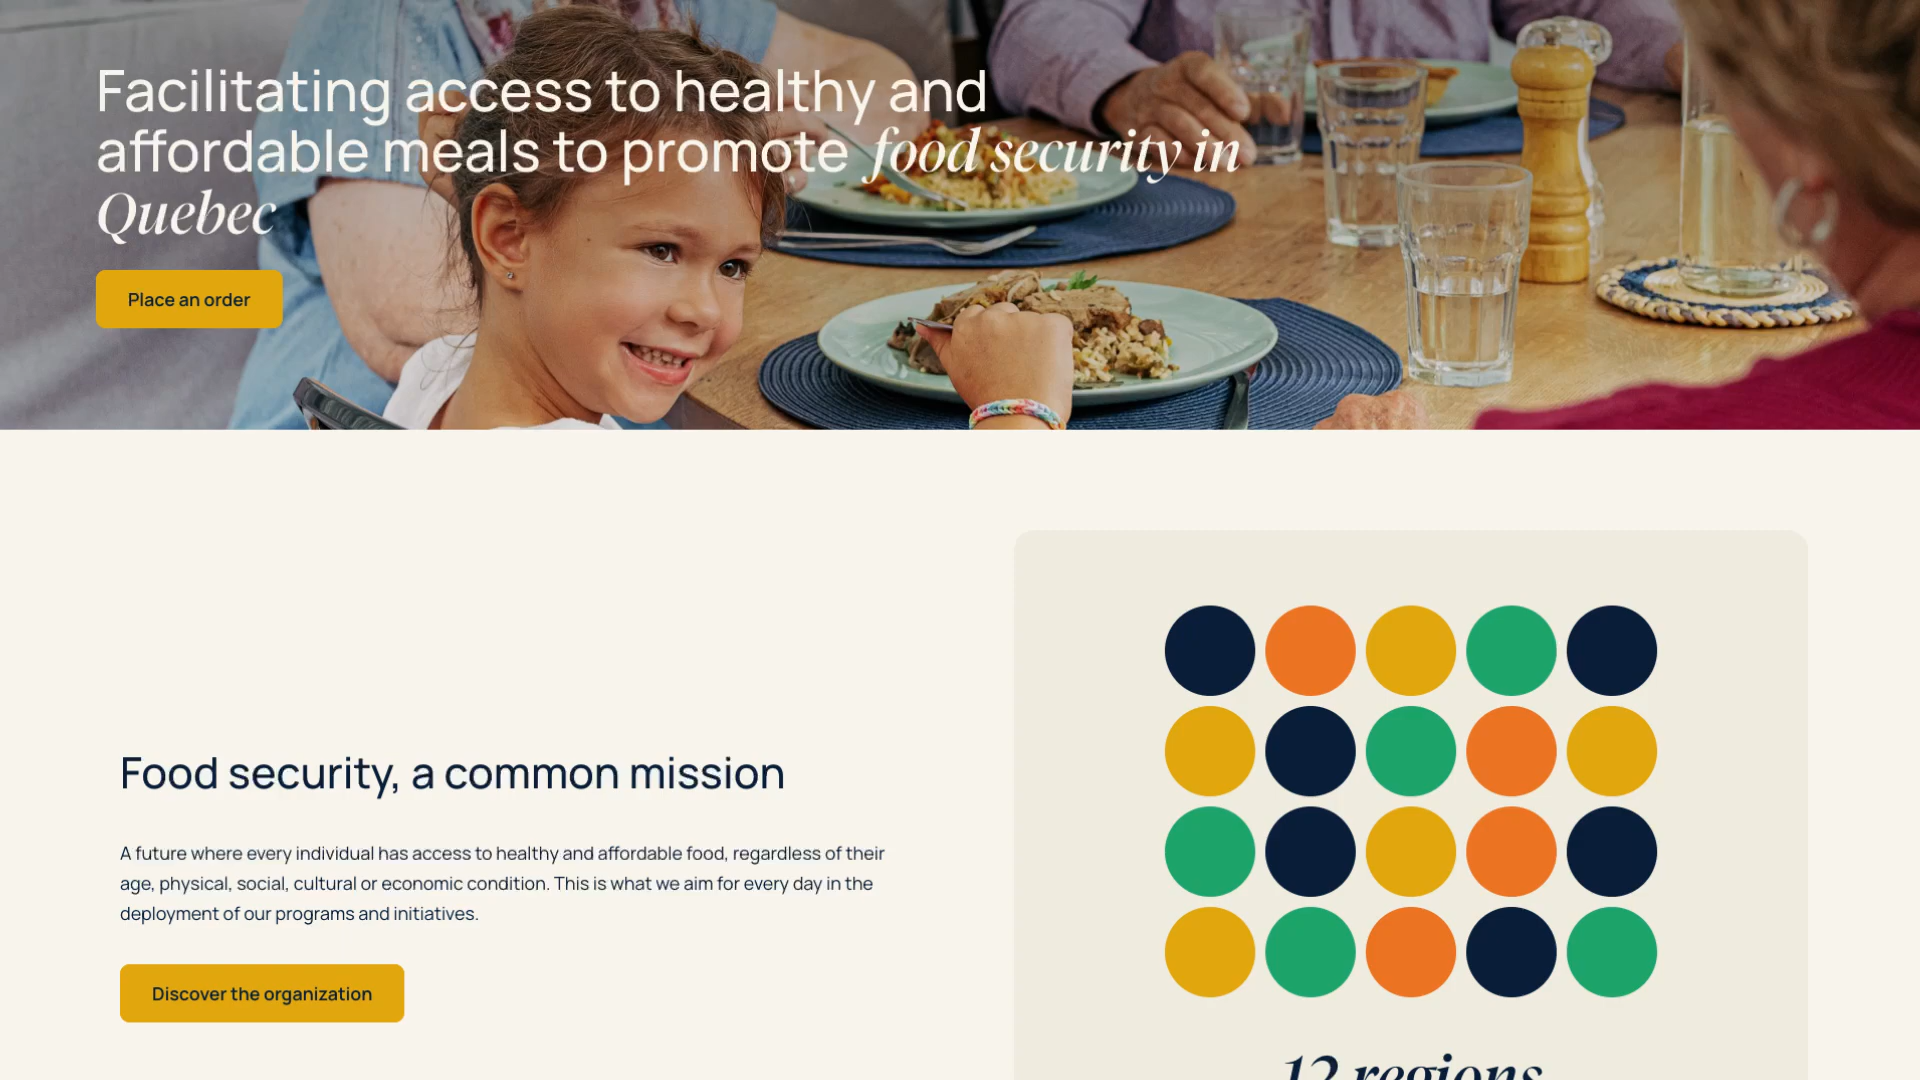 Facilitating access to healthy and
affordable meals to promote food security in
Quebec
Place an order
Food security, a common mission
A future where every individual has access to healthy and affordable food, regardless of their
age, physical, social, cultural or economic condition. This is what we aim for every day in the
deployment of our programs and initiatives.
Discover the organization
12 regions